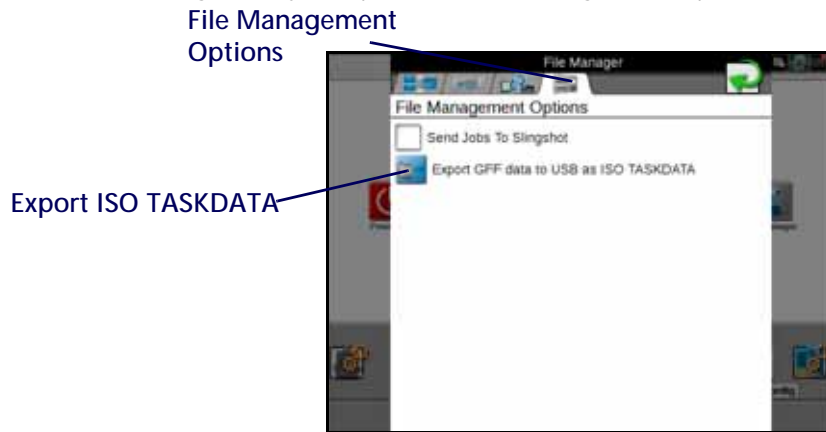 File Management
Options
File Manager
File Management Options
Send Jobs To Slingshot
Export GFF data to USB as ISO TASKDATA
Export ISO TASKDATA